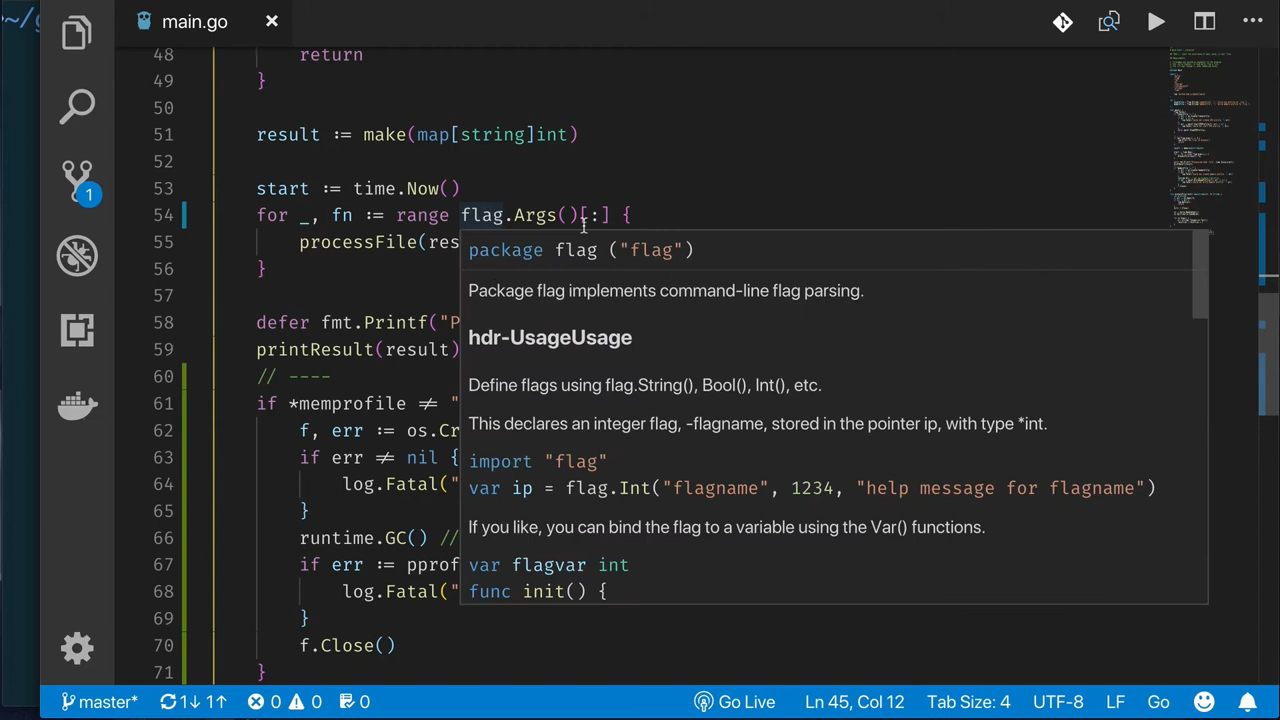 ~/g
main.go
48 return
49 }
50
51 result := make(map[string]int)
52
53 start := time.Now()
54 for _, fn := range flag.Args()[:] {
55 processFile(res
56 }
57
58 defer fmt.Printf("P
59 printResult(result)
60 // ----
61 if *memprofile ≠ "
62 f, err := os.Cr
63 if err ≠ nil {
64 log.Fatal("
65 }
66 runtime.GC() //
67 if err := pprof
68 log.Fatal("
69 }
70 f.Close()
71 }
package flag ("flag")
Package flag implements command-line flag parsing.
hdr-UsageUsage
Define flags using flag.String(), Bool(), Int(), etc.
This declares an integer flag, -flagname, stored in the pointer ip, with type *int.
import "flag"
var ip = flag.Int("flagname", 1234, "help message for flagname")
If you like, you can bind the flag to a variable using the Var() functions.
var flagvar int
func init() {
1
master* 1↓ 1↑ 0 0 0 Go Live Ln 45, Col 12 Tab Size: 4 UTF-8 LF Go